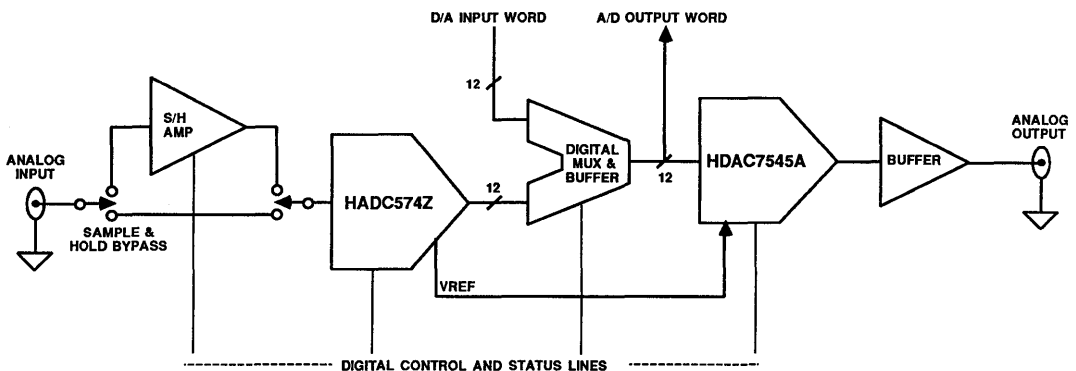 D/A INPUT WORD
A/D OUTPUT WORD
12
S/H
AMP
ANALOG
INPUT
SAMPLE &
HOLD BYPASS
HADC574Z
12
DIGITAL
MUX &
BUFFER
12
HDAC7545A
BUFFER
ANALOG
OUTPUT
VREF
DIGITAL CONTROL AND STATUS LINES